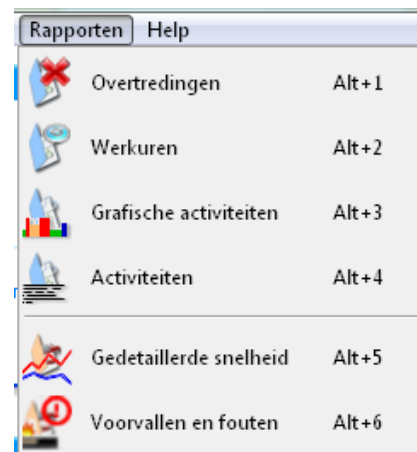 Rapporten Help
Overtredingen Alt+1
Werkuren Alt+2
Grafische activiteiten Alt+3
Activiteiten Alt+4
Gedetaillerde snelheid Alt+5
Voorvallen en fouten Alt+6